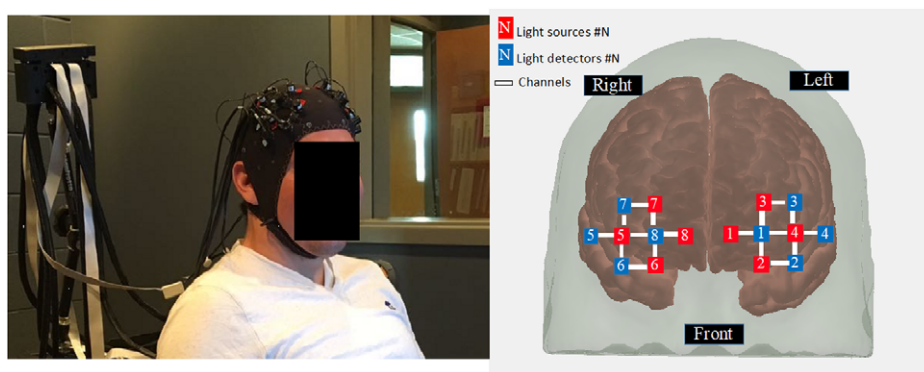 N Light sources #N
N Light detectors #N
Channels
Right
Left
7 7 3 3
5 5 8 8 1 1 4 4
6 6 2 2
Front